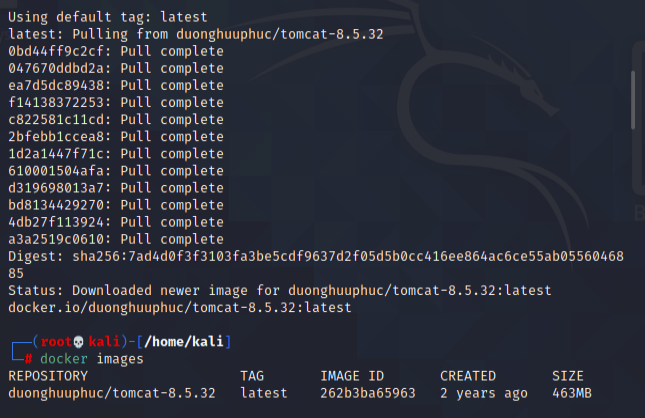 Using default tag: latest
latest: Pulling from duonghuuphuc/tomcat-8.5.32
0bd44ff9c2cf: Pull complete
047670ddbd2a: Pull complete
ea7d5dc89438: Pull complete
f14138372253: Pull complete
c822581c11cd: Pull complete
2bfebb1ccea8: Pull complete
1d2a1447f71c: Pull complete
610001504afa: Pull complete
d319698013a7: Pull complete
bd8134429270: Pull complete
4db27f113924: Pull complete
a3a2519c0610: Pull complete
Digest: sha256:7ad4d0f3f3103fa3be5cdf9637d2f05d5b0cc416ee864ac6ce55ab05560468
85
Status: Downloaded newer image for duonghuuphuc/tomcat-8.5.32:latest
docker.io/duonghuuphuc/tomcat-8.5.32:latest
┌──(root💀kali)-[/home/kali]
└─# docker images
REPOSITORY TAG IMAGE ID CREATED SIZE
duonghuuphuc/tomcat-8.5.32 latest 262b3ba65963 2 years ago 463MB